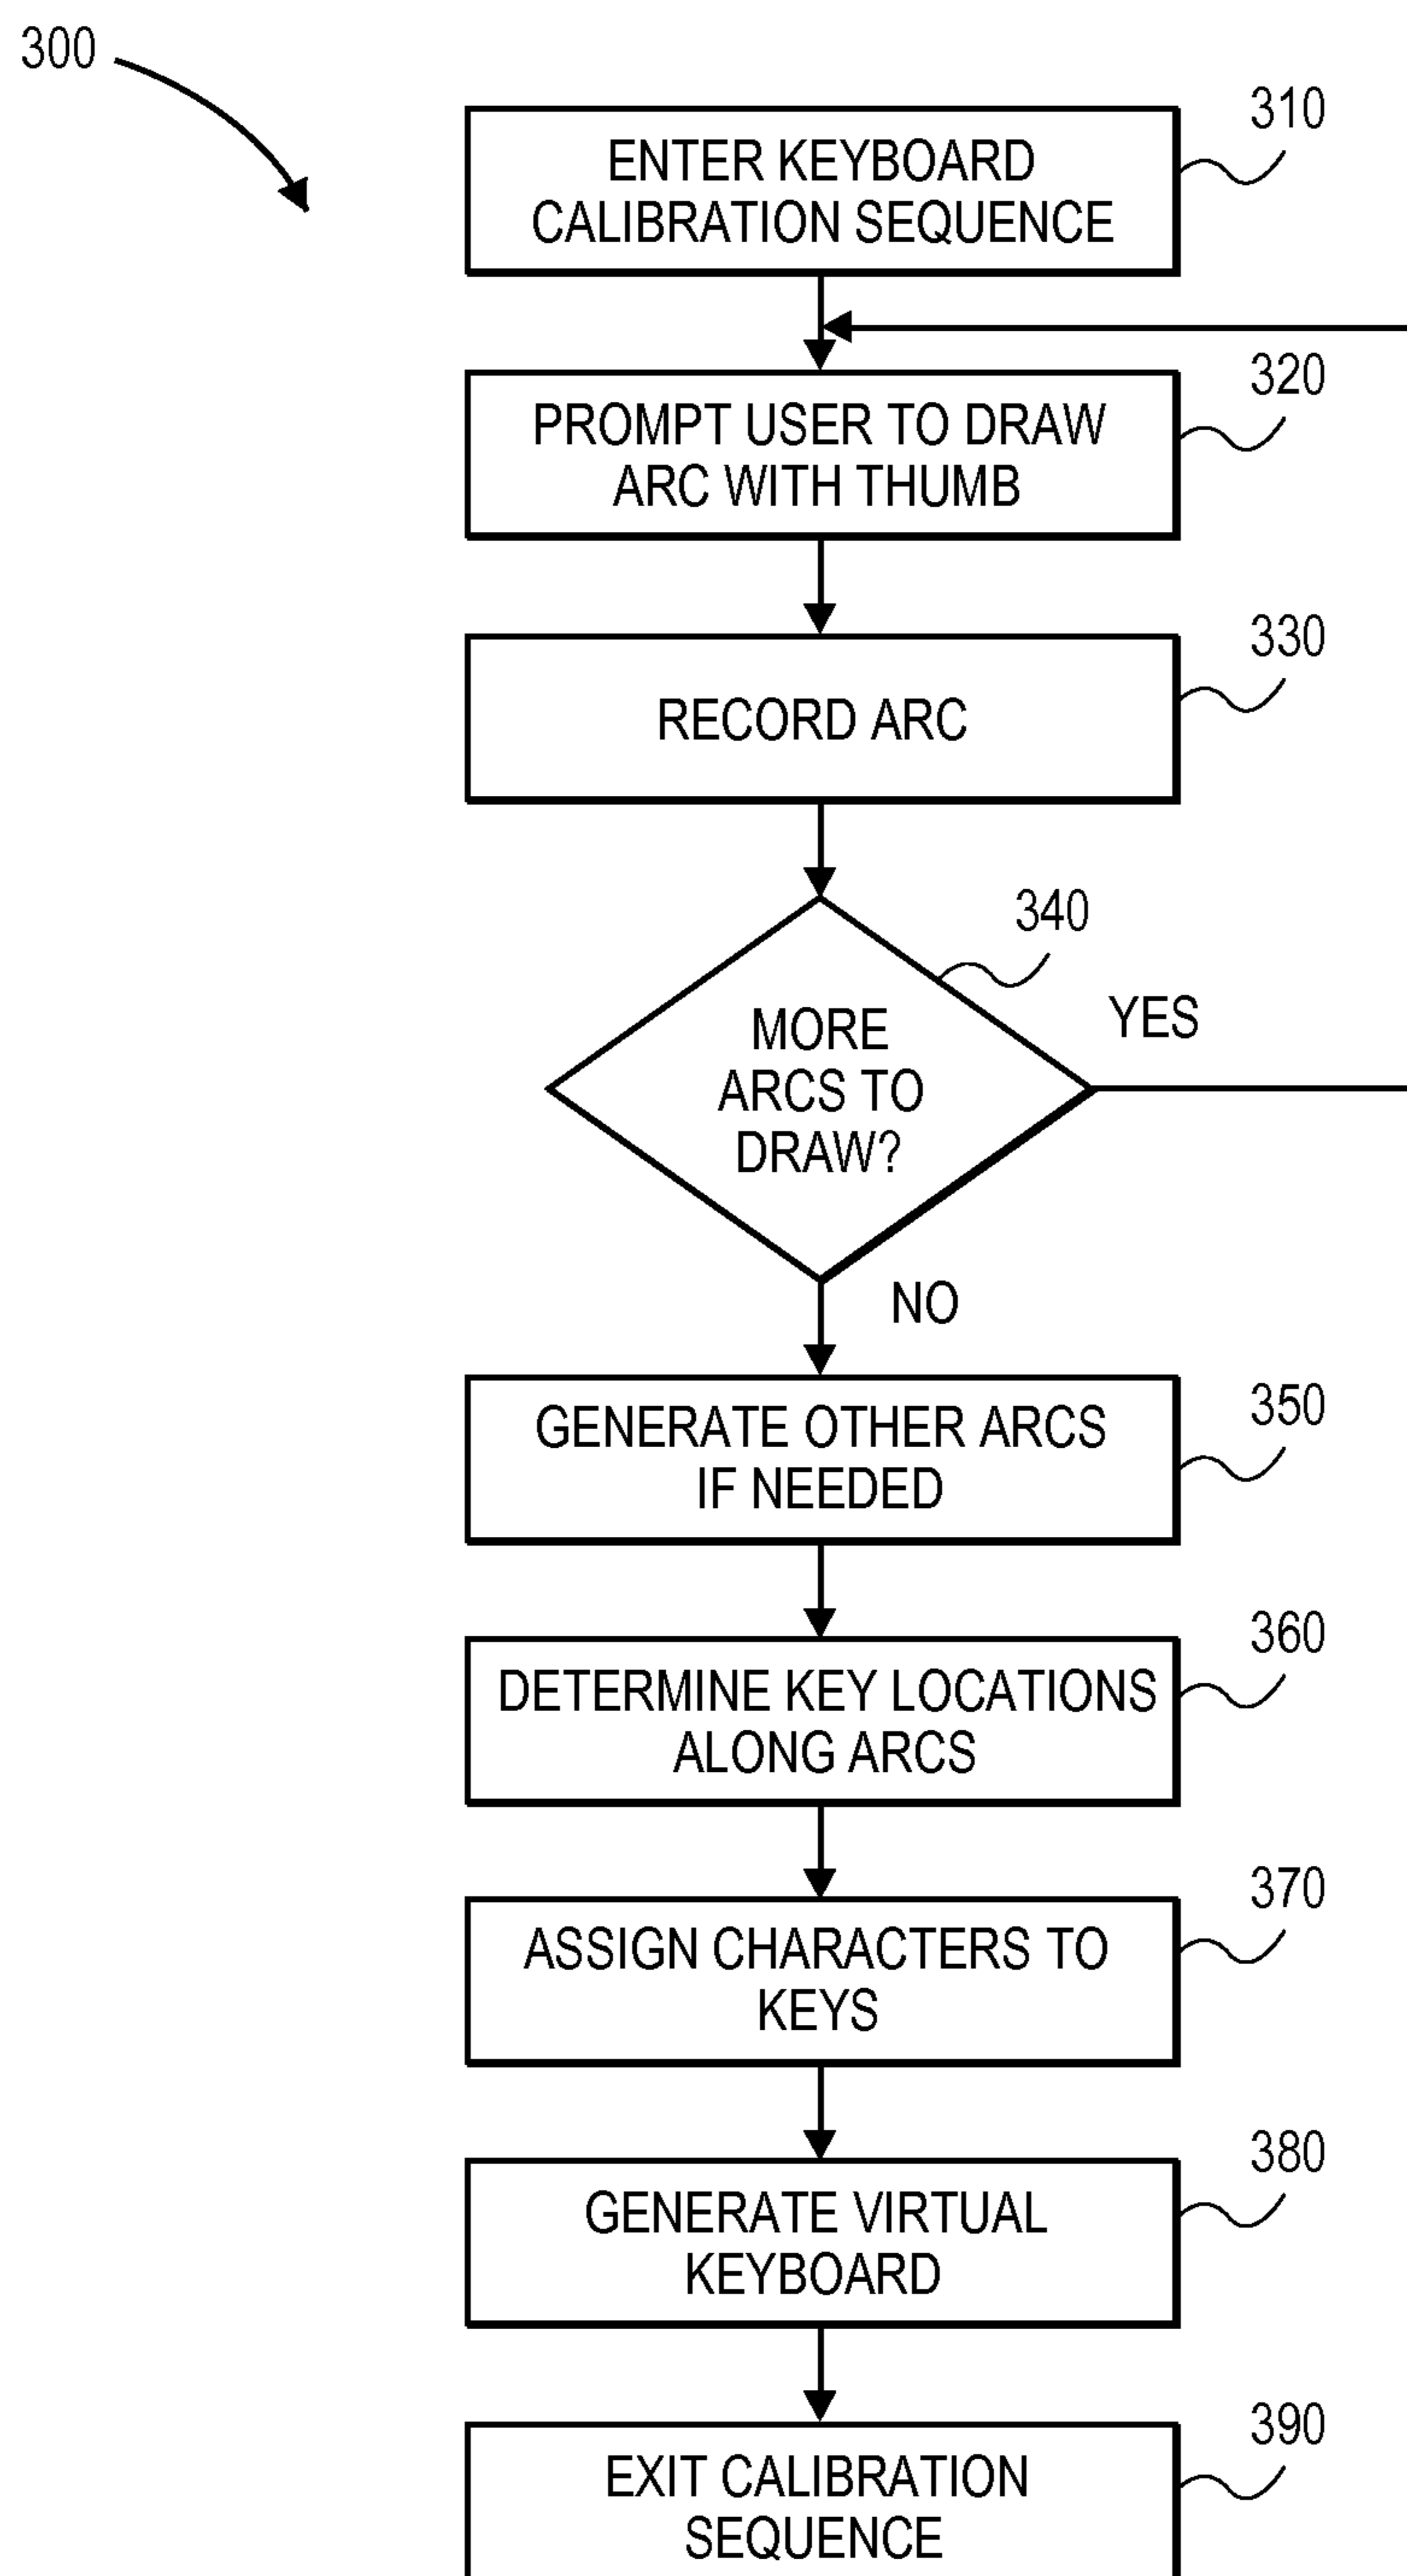 300
310
ENTER KEYBOARD
CALIBRATION SEQUENCE
320
PROMPT USER TO DRAW
ARC WITH THUMB
330
RECORD ARC
340
MORE
ARCS TO
DRAW?
YES
NO
350
GENERATE OTHER ARCS
IF NEEDED
360
DETERMINE KEY LOCATIONS
ALONG ARCS
370
ASSIGN CHARACTERS TO
KEYS
380
GENERATE VIRTUAL
KEYBOARD
390
EXIT CALIBRATION
SEQUENCE